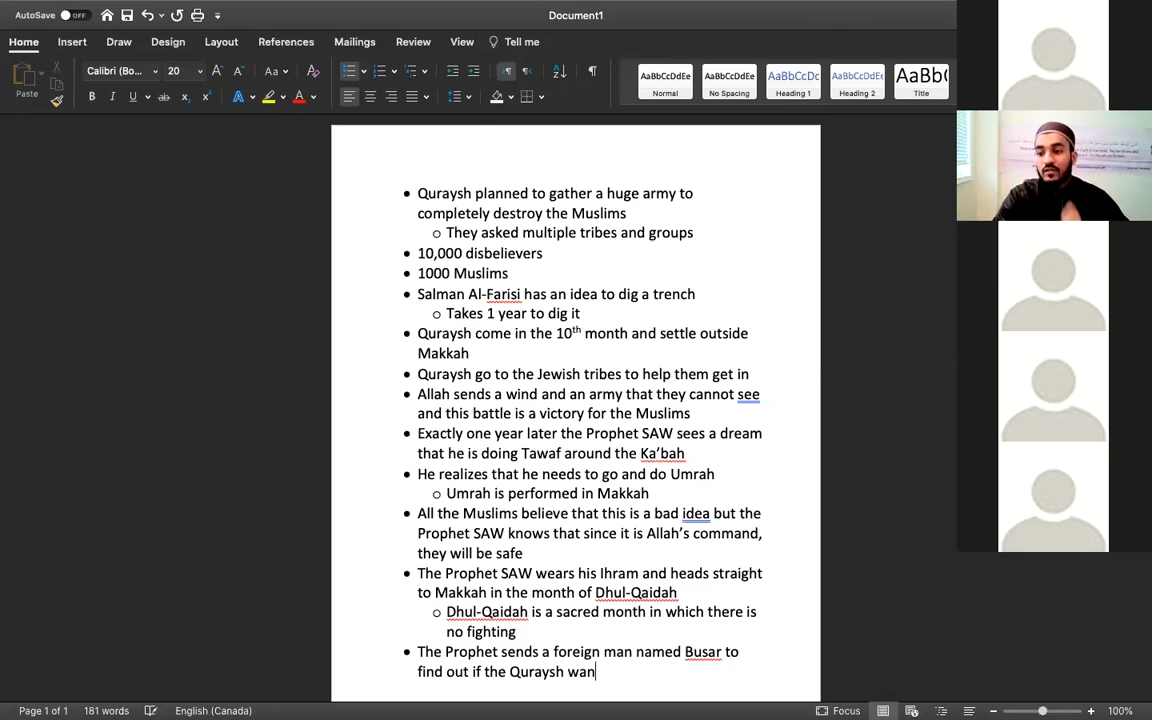 AutoSave OFF
Document1
Home Insert Draw Design Layout References Mailings Review View Tell me
Paste
Calibri (Bo... 20
Aa
B I U ab x₂ x²
AaBbCcDdEe AaBbCcDdEe AaBbCcDc AaBbCcDdEe AaBb(
Normal No Spacing Heading 1 Heading 2 Title
• Quraysh planned to gather a huge army to
completely destroy the Muslims
o They asked multiple tribes and groups
• 10,000 disbelievers
• 1000 Muslims
• Salman Al-Farisi has an idea to dig a trench
o Takes 1 year to dig it
• Quraysh come in the 10th month and settle outside
Makkah
• Quraysh go to the Jewish tribes to help them get in
• Allah sends a wind and an army that they cannot see
and this battle is a victory for the Muslims
• Exactly one year later the Prophet SAW sees a dream
that he is doing Tawaf around the Ka’bah
• He realizes that he needs to go and do Umrah
o Umrah is performed in Makkah
• All the Muslims believe that this is a bad idea but the
Prophet SAW knows that since it is Allah’s command,
they will be safe
• The Prophet SAW wears his Ihram and heads straight
to Makkah in the month of Dhul-Qaidah
o Dhul-Qaidah is a sacred month in which there is
no fighting
• The Prophet sends a foreign man named Busar to
find out if the Quraysh wan
Page 1 of 1 181 words English (Canada) Focus 100%